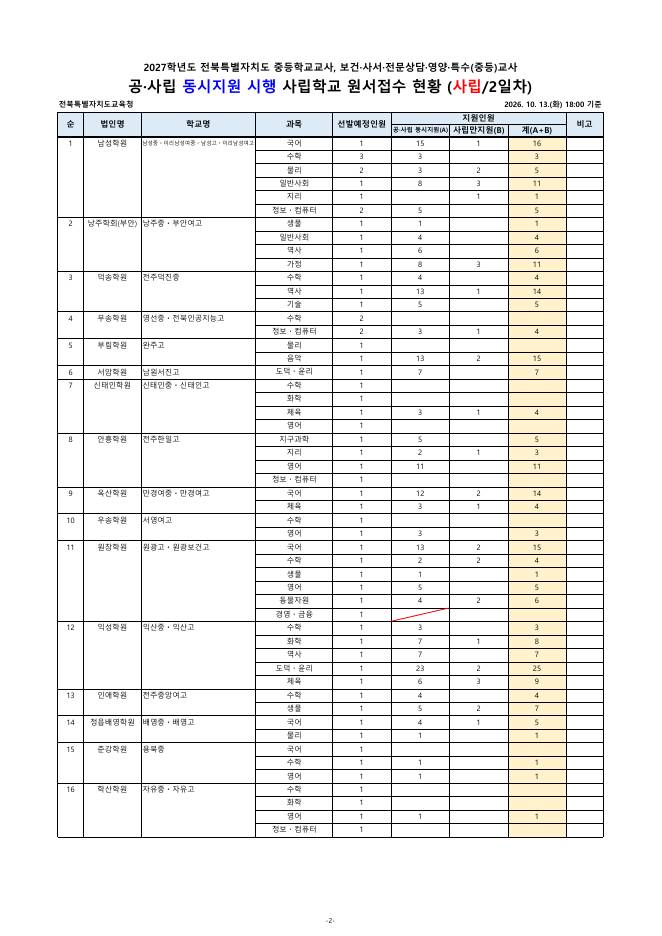 2027학년도 전북특별자치도 중등학교교사, 보건·사서·전문상담·영양·특수(중등)교사
공·사립 동시지원 시행 사립학교 원서접수 현황 (사립/2일차)
전북특별자치도교육청 2026. 10. 13.(화) 18:00 기준
순 법인명 학교명 과목 선발예정인원 지원인원 비고
공·사립 동시지원(A) 사립만지원(B) 계(A+B)
1 남성학원 남성중·이리남성여중·남성고·이리남성여고 국어 1 15 1 16
수학 3 3 3
물리 2 3 2 5
일반사회 1 8 3 11
지리 1 1 1
정보·컴퓨터 2 5 5
2 낭주학회(부안) 낭주중·부안여고 생물 1 1 1
일반사회 1 4 4
역사 1 6 6
가정 1 8 3 11
3 덕송학원 전주덕진중 수학 1 4 4
역사 1 13 1 14
기술 1 5 5
4 무송학원 영선중·전북인공지능고 수학 2
정보·컴퓨터 2 3 1 4
5 부림학원 완주고 물리 1
음악 1 13 2 15
6 서암학원 남원서진고 도덕·윤리 1 7 7
7 신태인학원 신태인중·신태인고 수학 1
화학 1
체육 1 3 1 4
영어 1
8 안흥학원 전주한일고 지구과학 1 5 5
지리 1 2 1 3
영어 1 11 11
정보·컴퓨터 1
9 옥산학원 만경여중·만경여고 국어 1 12 2 14
체육 1 3 1 4
10 우송학원 서영여고 수학 1
영어 1 3 3
11 원창학원 원광고·원광보건고 국어 1 13 2 15
수학 1 2 2 4
생물 1 1 1
영어 1 5 5
동물자원 1 4 2 6
경영·금융 1
12 익성학원 익산중·익산고 수학 1 3 3
화학 1 7 1 8
역사 1 7 7
도덕·윤리 1 23 2 25
체육 1 6 3 9
13 인애학원 전주중앙여고 수학 1 4 4
생물 1 5 2 7
14 정읍배영학원 배영중·배영고 국어 1 4 1 5
물리 1 1 1
15 춘강학원 용북중 국어 1
수학 1 1 1
영어 1 1 1
16 학산학원 자유중·자유고 수학 1
화학 1
영어 1 1 1
정보·컴퓨터 1
-2-